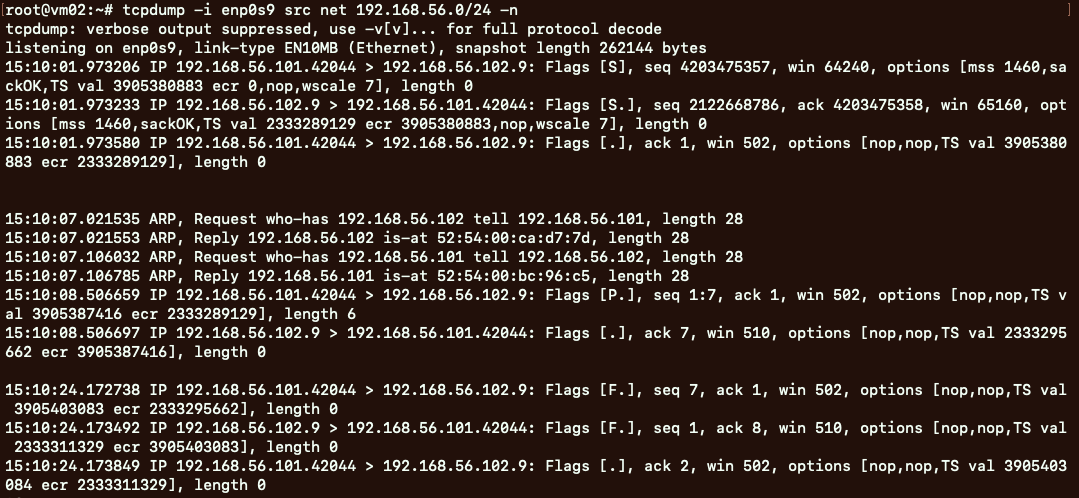 [root@vm02:~# tcpdump -i enp0s9 src net 192.168.56.0/24 -n ]
tcpdump: verbose output suppressed, use -v[v]... for full protocol decode
listening on enp0s9, link-type EN10MB (Ethernet), snapshot length 262144 bytes
15:10:01.973206 IP 192.168.56.101.42044 > 192.168.56.102.9: Flags [S], seq 4203475357, win 64240, options [mss 1460,sa
ckOK,TS val 3905380883 ecr 0,nop,wscale 7], length 0
15:10:01.973233 IP 192.168.56.102.9 > 192.168.56.101.42044: Flags [S.], seq 2122668786, ack 4203475358, win 65160, opt
ions [mss 1460,sackOK,TS val 2333289129 ecr 3905380883,nop,wscale 7], length 0
15:10:01.973580 IP 192.168.56.101.42044 > 192.168.56.102.9: Flags [.], ack 1, win 502, options [nop,nop,TS val 3905380
883 ecr 2333289129], length 0
15:10:07.021535 ARP, Request who-has 192.168.56.102 tell 192.168.56.101, length 28
15:10:07.021553 ARP, Reply 192.168.56.102 is-at 52:54:00:ca:d7:7d, length 28
15:10:07.106032 ARP, Request who-has 192.168.56.101 tell 192.168.56.102, length 28
15:10:07.106785 ARP, Reply 192.168.56.101 is-at 52:54:00:bc:96:c5, length 28
15:10:08.506659 IP 192.168.56.101.42044 > 192.168.56.102.9: Flags [P.], seq 1:7, ack 1, win 502, options [nop,nop,TS v
al 3905387416 ecr 2333289129], length 6
15:10:08.506697 IP 192.168.56.102.9 > 192.168.56.101.42044: Flags [.], ack 7, win 510, options [nop,nop,TS val 2333295
662 ecr 3905387416], length 0
15:10:24.172738 IP 192.168.56.101.42044 > 192.168.56.102.9: Flags [F.], seq 7, ack 1, win 502, options [nop,nop,TS val
 3905403083 ecr 2333295662], length 0
15:10:24.173492 IP 192.168.56.102.9 > 192.168.56.101.42044: Flags [F.], seq 1, ack 8, win 510, options [nop,nop,TS val
 2333311329 ecr 3905403083], length 0
15:10:24.173849 IP 192.168.56.101.42044 > 192.168.56.102.9: Flags [.], ack 2, win 502, options [nop,nop,TS val 3905403
084 ecr 2333311329], length 0